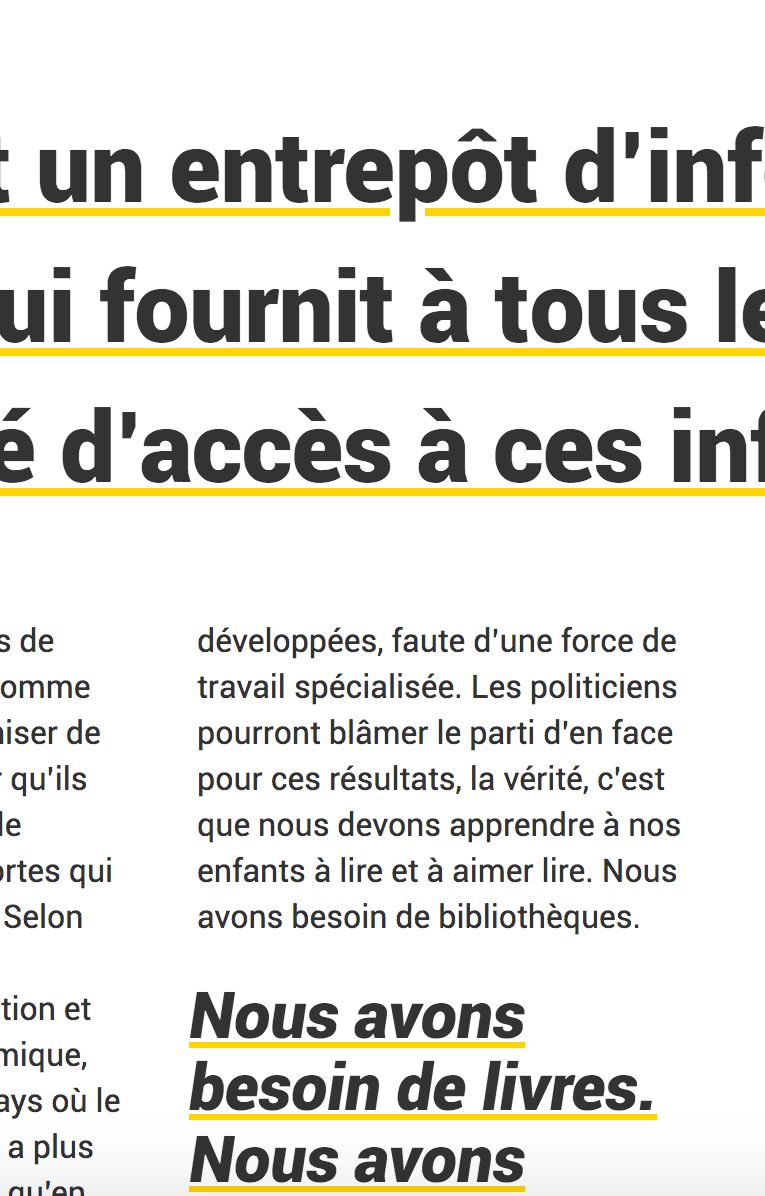 un entrepôt d'inf
ui fournit à tous le
é d'accès à ces inf
s de
omme
iser de
qu'ils
le
ortes qui
Selon
tion et
mique,
ays où le
a plus
qu'en
développées, faute d'une force de
travail spécialisée. Les politiciens
pourront blâmer le parti d'en face
pour ces résultats, la vérité, c'est
que nous devons apprendre à nos
enfants à lire et à aimer lire. Nous
avons besoin de bibliothèques.
Nous avons
besoin de livres.
Nous avons